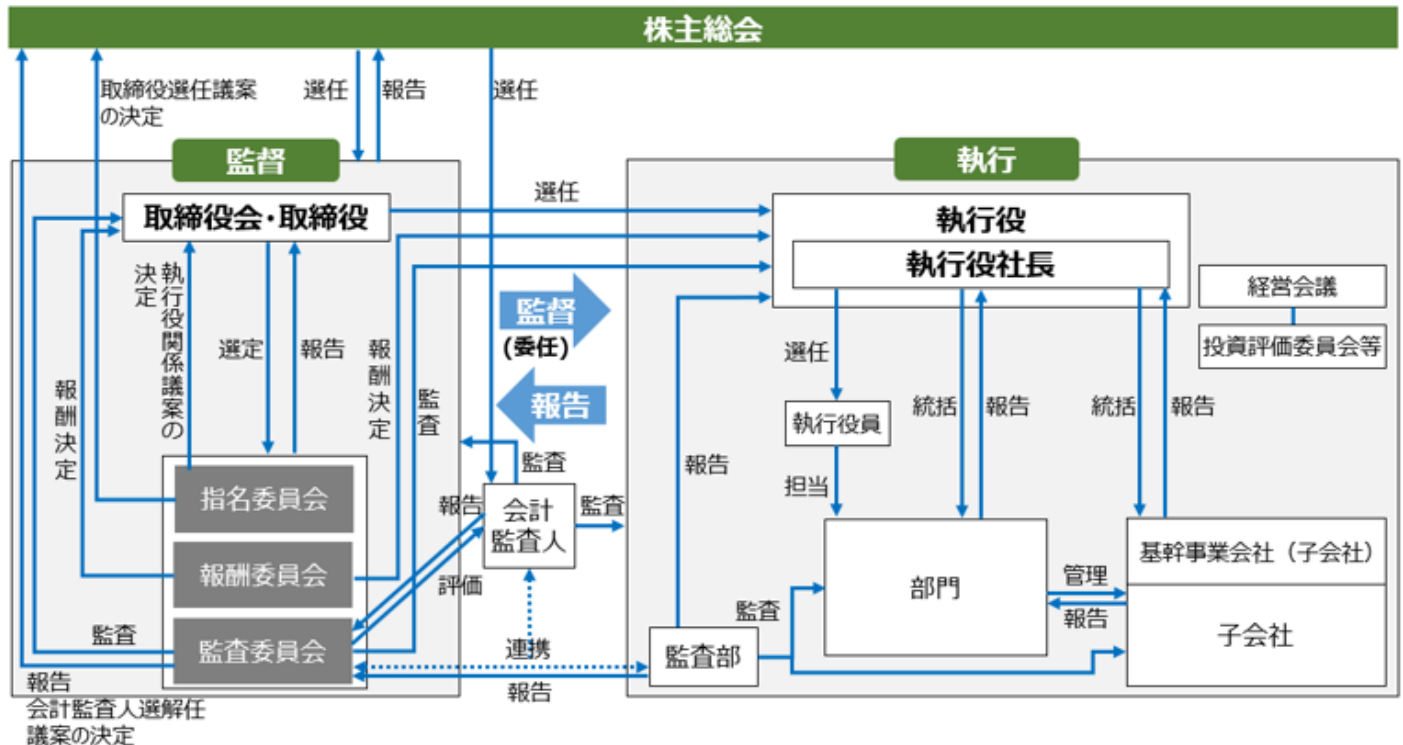 株主総会
取締役選任議案
の決定
選任
報告
選任
監督
執行
取締役会・取締役
選任
執行役
執行役社長
経営会議
投資評価委員会等
執行役関係議案の
決定
選定
報告
報酬決定
報酬決定
監査
監督
(委任)
報告
選任
統括
報告
統括
報告
執行役員
担当
報告
監査
指名委員会
報酬委員会
監査委員会
報告
会計
監査人
監査
評価
連携
報告
監査
報告
会計監査人選解任
議案の決定
監査部
監査
部門
管理
報告
基幹事業会社（子会社）
子会社